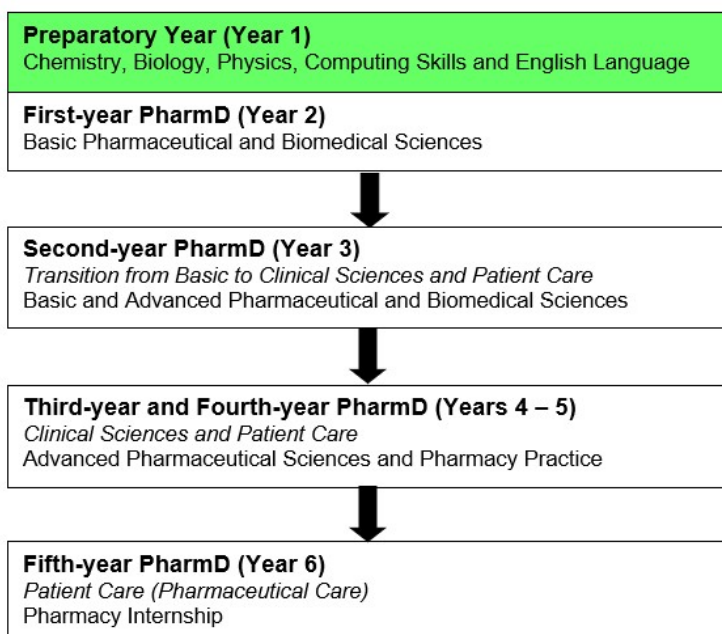 Preparatory Year (Year 1)
Chemistry, Biology, Physics, Computing Skills and English Language
First-year PharmD (Year 2)
Basic Pharmaceutical and Biomedical Sciences
Second-year PharmD (Year 3)
Transition from Basic to Clinical Sciences and Patient Care
Basic and Advanced Pharmaceutical and Biomedical Sciences
Third-year and Fourth-year PharmD (Years 4 – 5)
Clinical Sciences and Patient Care
Advanced Pharmaceutical Sciences and Pharmacy Practice
Fifth-year PharmD (Year 6)
Patient Care (Pharmaceutical Care)
Pharmacy Internship